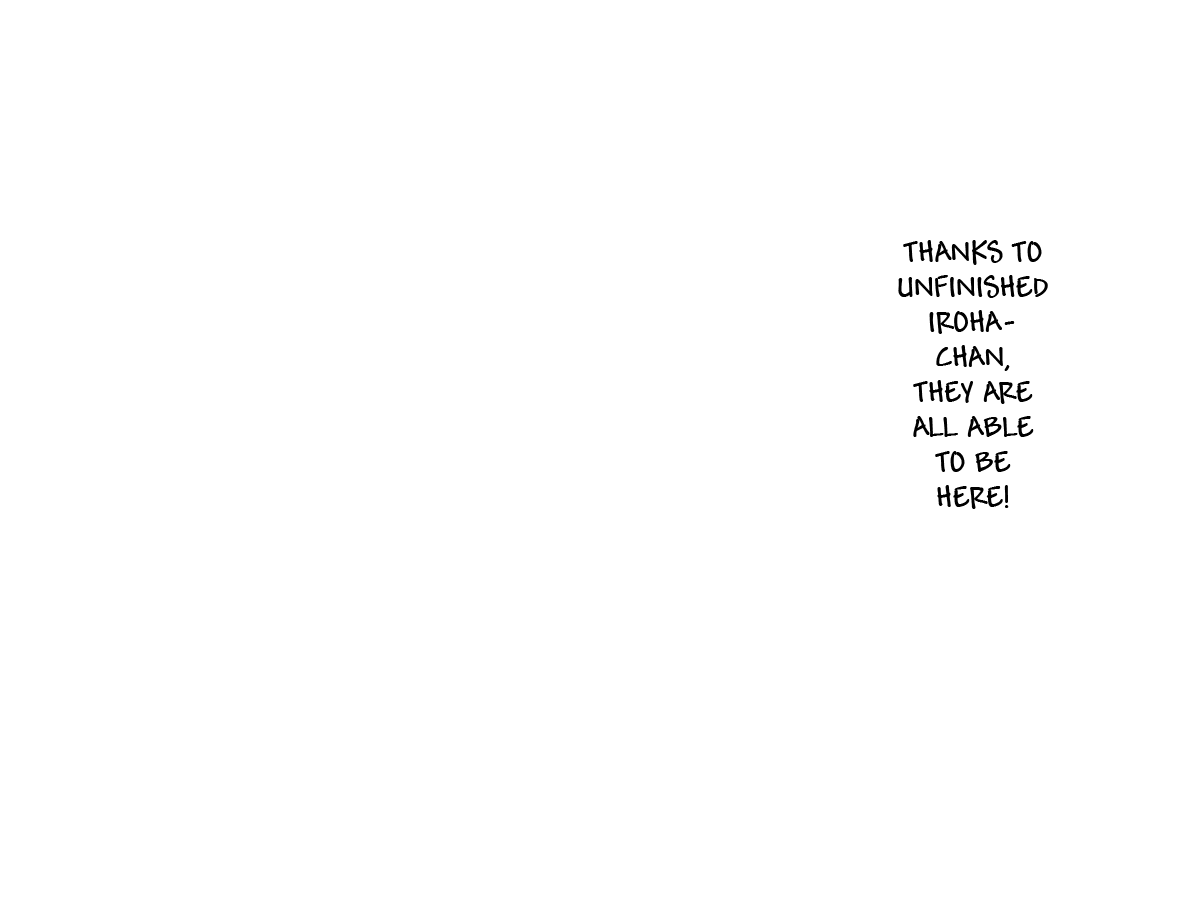 THANKS TO
UNFINISHED
IROHA-
CHAN,
THEY ARE
ALL ABLE
TO BE
HERE!